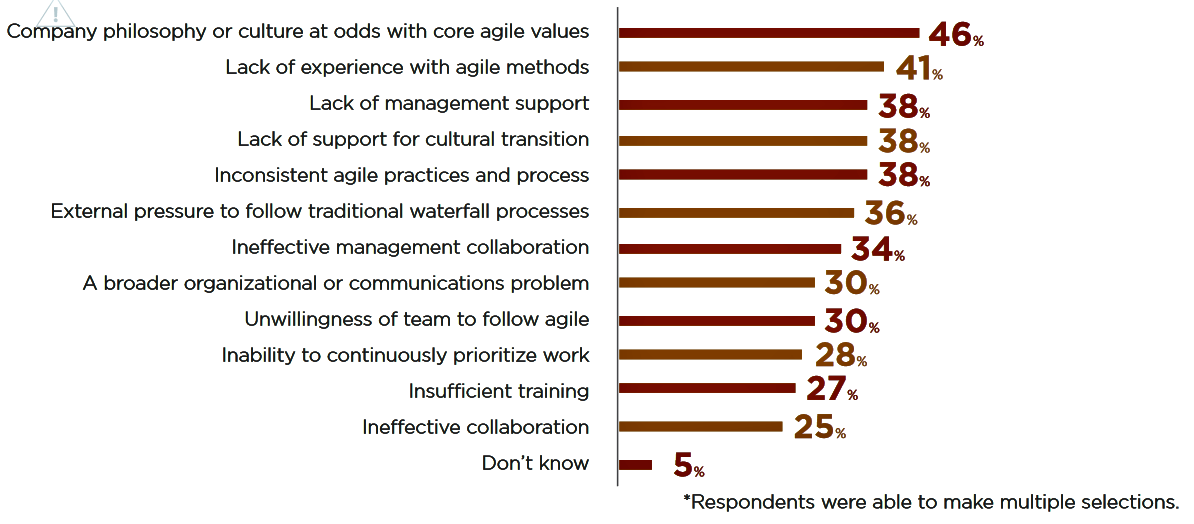 Company philosophy or culture at odds with core agile values 46%
Lack of experience with agile methods 41%
Lack of management support 38%
Lack of support for cultural transition 38%
Inconsistent agile practices and process 38%
External pressure to follow traditional waterfall processes 36%
Ineffective management collaboration 34%
A broader organizational or communications problem 30%
Unwillingness of team to follow agile 30%
Inability to continuously prioritize work 28%
Insufficient training 27%
Ineffective collaboration 25%
Don't know 5%
*Respondents were able to make multiple selections.